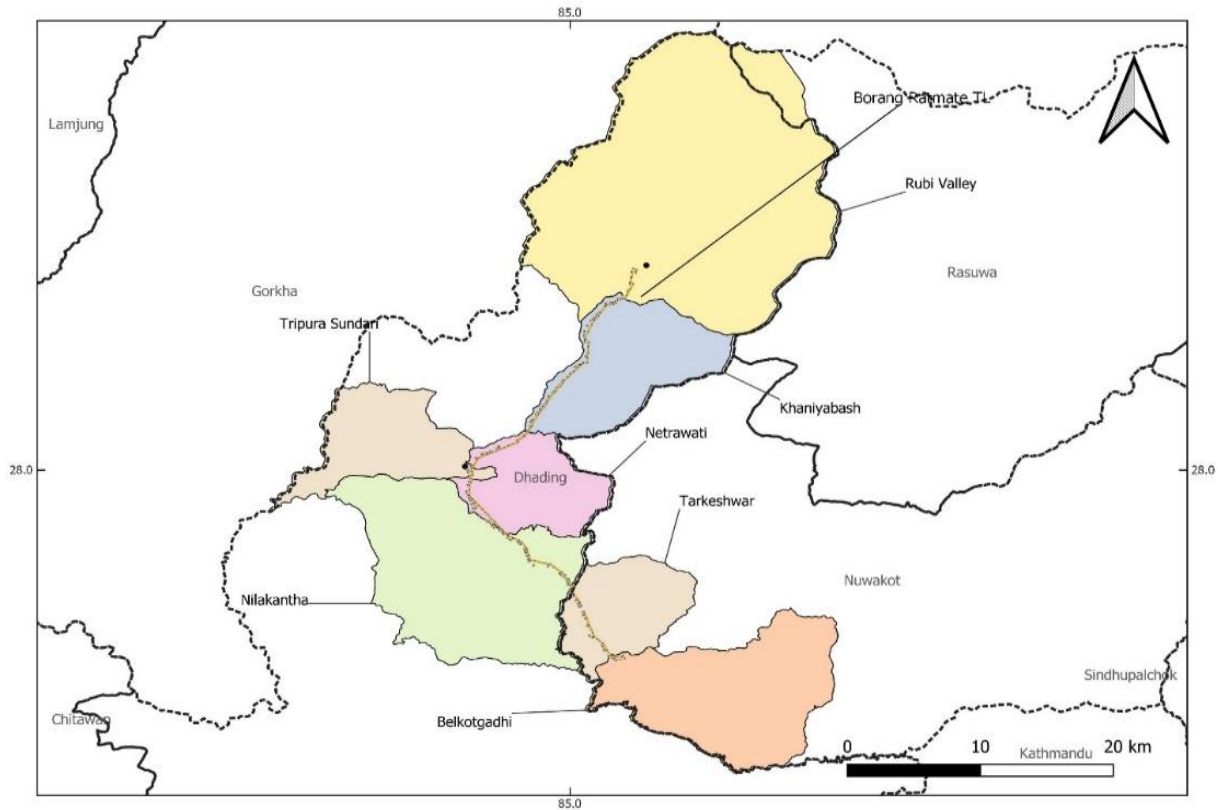 85.0
Borang Ratmate TL
Lamjung
Rubi Valley
Rasuwa
Gorkha
Tripura Sundari
Khaniyabash
Netrawati
28.0
28.0
Dhading
Tarkeshwar
Nuwakot
Nilakantha
Sindhupalchok
Chitawan
Belkotgadhi
0 10 20 km
Kathmandu
85.0